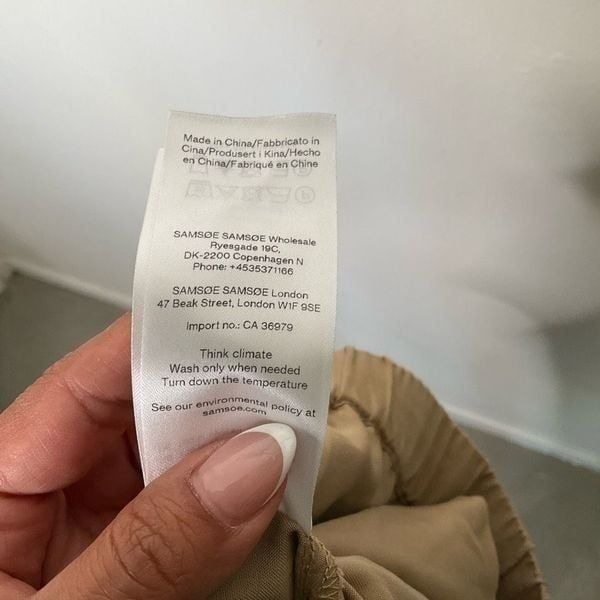 Made in China/Fabbricato in
Cina/Produsert i Kina/Hecho
en China/Fabriqué en Chine
SAMSØE SAMSØE Wholesale
Ryesgade 19C,
DK-2200 Copenhagen N
Phone: +4535371166
SAMSØE SAMSØE London
47 Beak Street, London W1F 9SE
Import no.: CA 36979
Think climate
Wash only when needed
Turn down the temperature
See our environmental policy at
samsoe.com